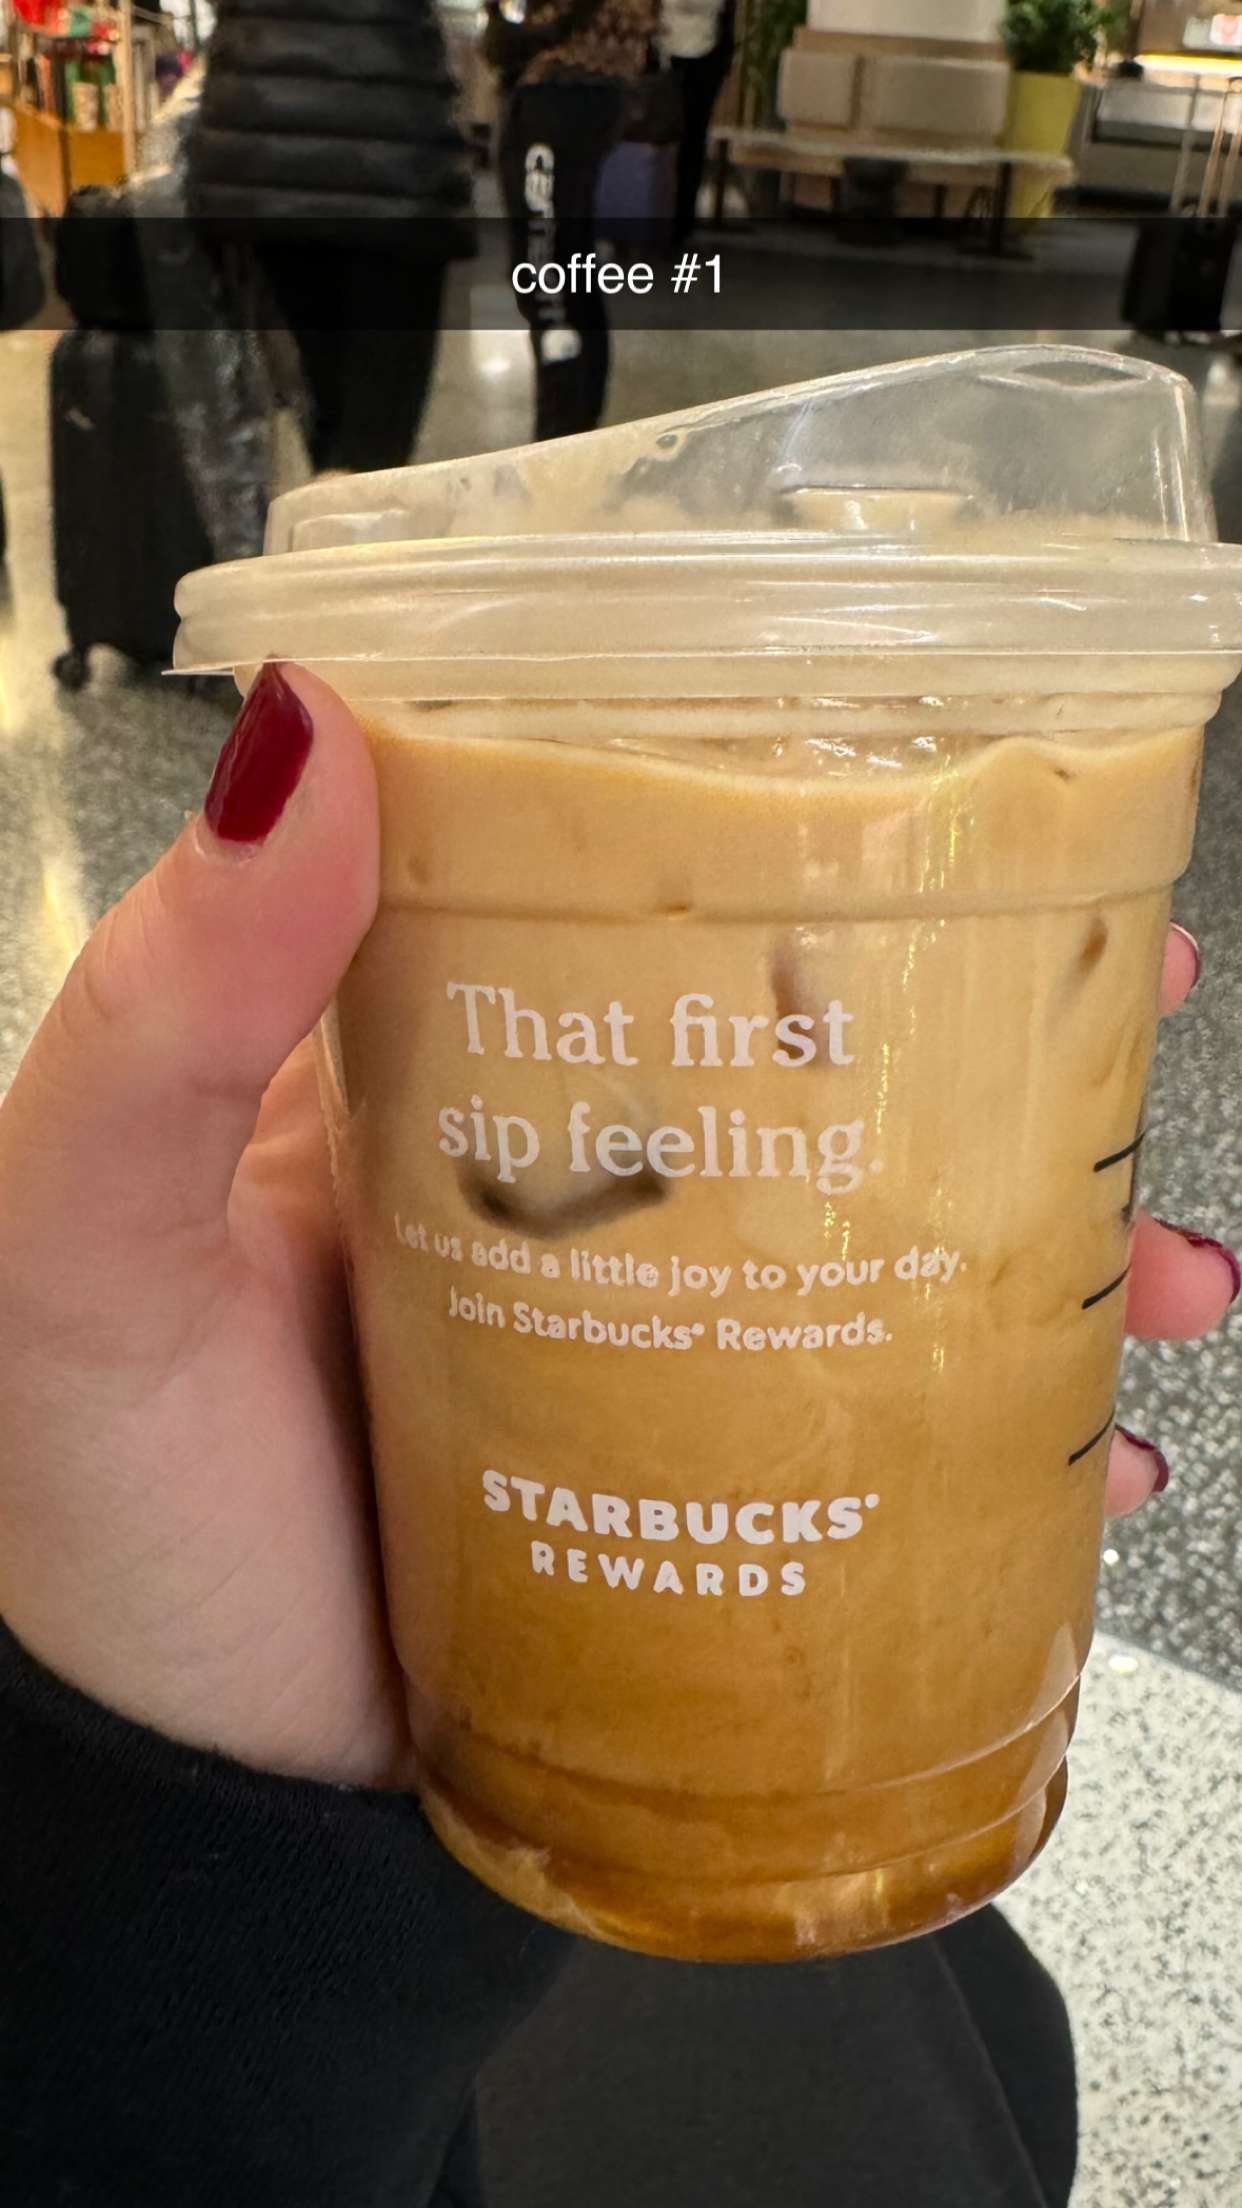 coffee #1
That first
sip feeling.
Let us add a little joy to your day.
Join Starbucks® Rewards.
STARBUCKS®
REWARDS